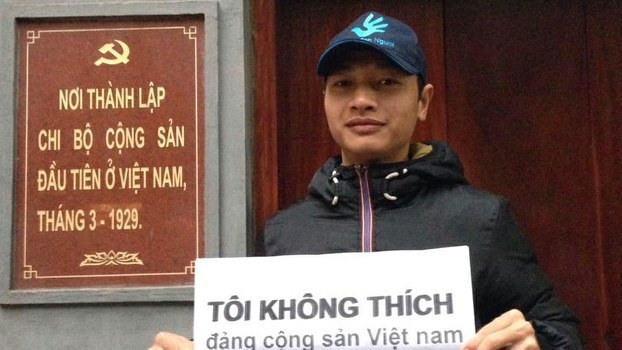 NƠI THÀNH LẬP
CHI BỘ CỘNG SẢN
ĐẦU TIÊN Ở VIỆT NAM,
THÁNG 3 - 1929.
Người
TÔI KHÔNG THÍCH
đảng cộng sản Việt nam